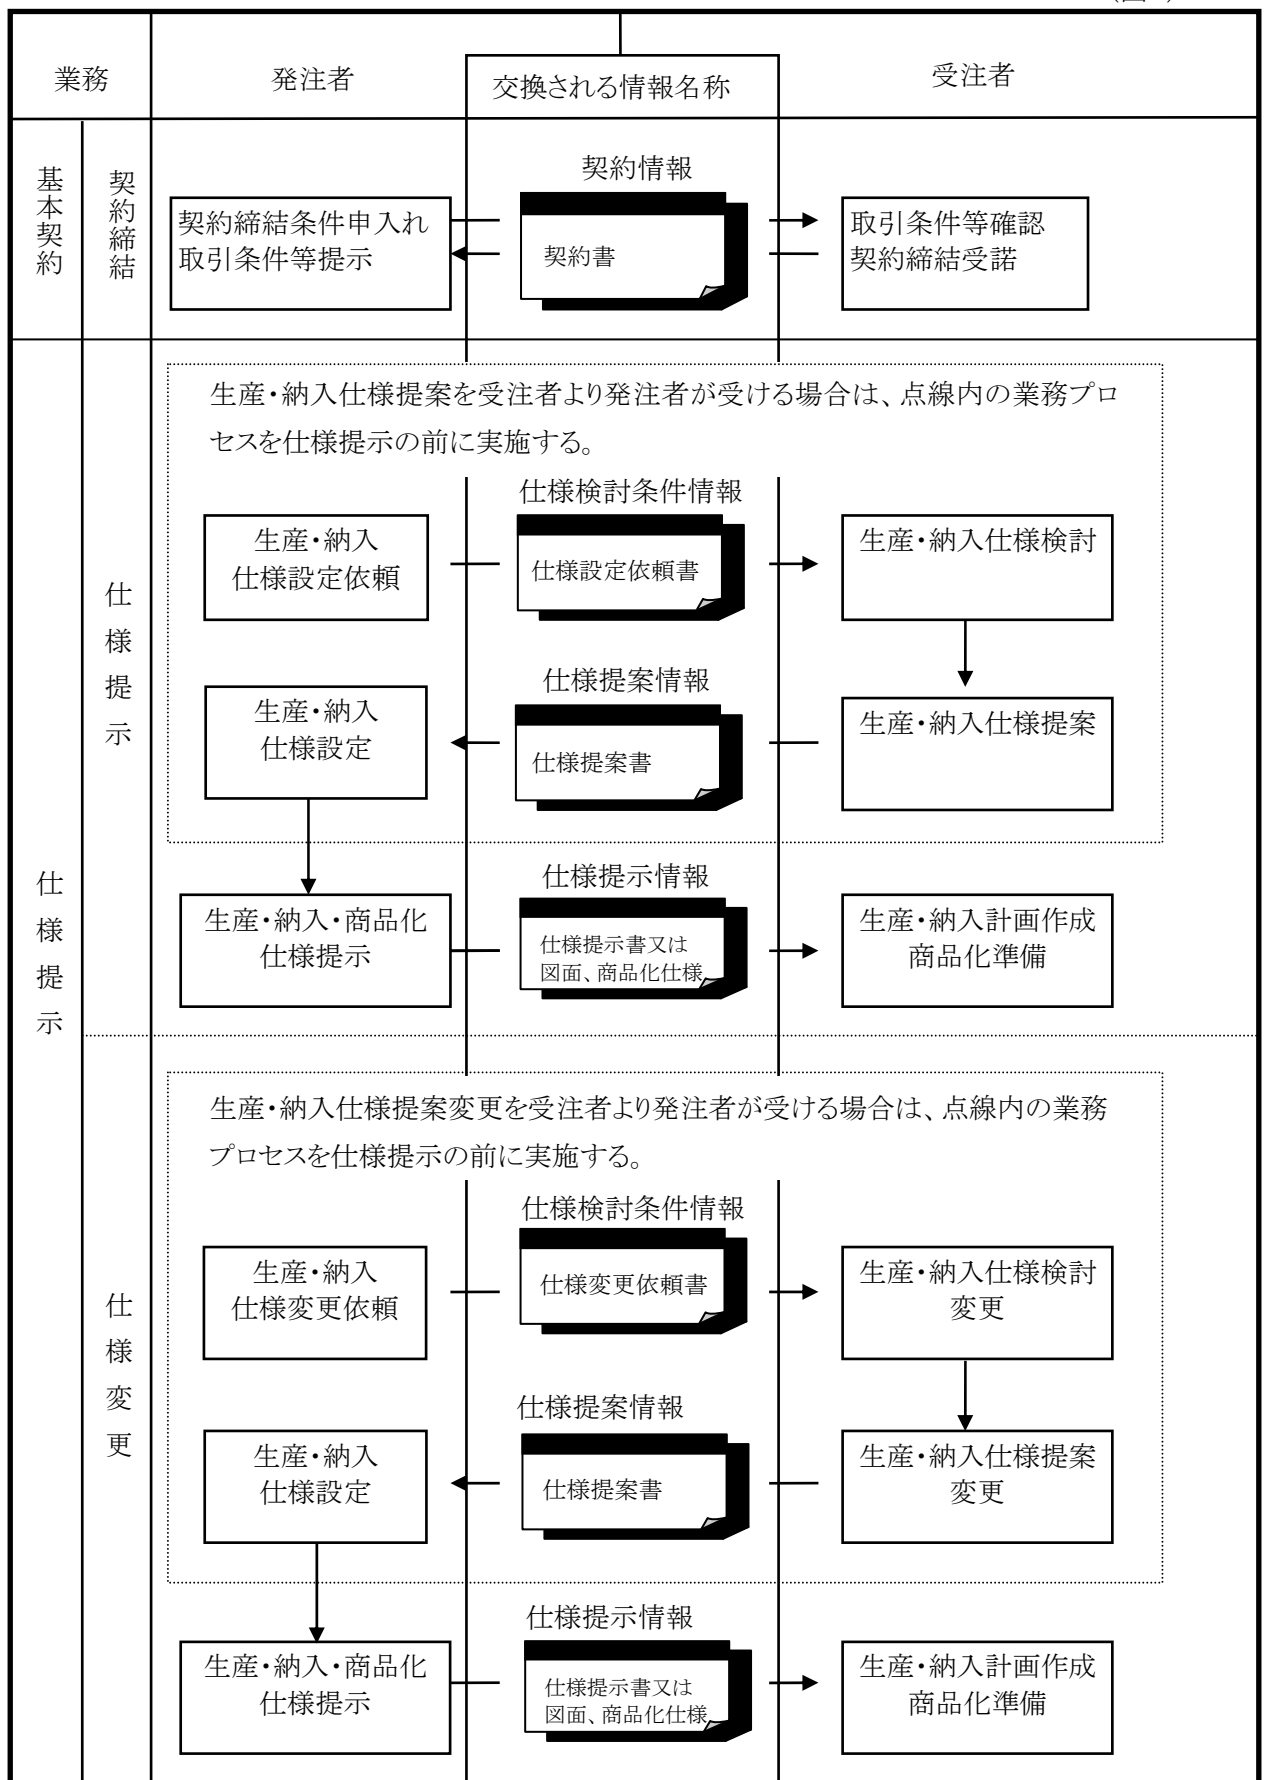 業務
発注者
交換される情報名称
受注者
基本契約
契約締結
契約情報
契約締結条件申入れ
取引条件等提示
契約書
取引条件等確認
契約締結受諾
仕様提示
仕様提示
生産・納入仕様提案を受注者より発注者が受ける場合は、点線内の業務プロ
セスを仕様提示の前に実施する。
仕様検討条件情報
生産・納入
仕様設定依頼
仕様設定依頼書
生産・納入仕様検討
仕様提案情報
生産・納入
仕様設定
仕様提案書
生産・納入仕様提案
仕様提示情報
生産・納入・商品化
仕様提示
仕様提示書又は
図面、商品化仕様
生産・納入計画作成
商品化準備
仕様変更
生産・納入仕様提案変更を受注者より発注者が受ける場合は、点線内の業務
プロセスを仕様提示の前に実施する。
仕様検討条件情報
生産・納入
仕様変更依頼
仕様変更依頼書
生産・納入仕様検討
変更
仕様提案情報
生産・納入
仕様設定
仕様提案書
生産・納入仕様提案
変更
仕様提示情報
生産・納入・商品化
仕様提示
仕様提示書又は
図面、商品化仕様
生産・納入計画作成
商品化準備